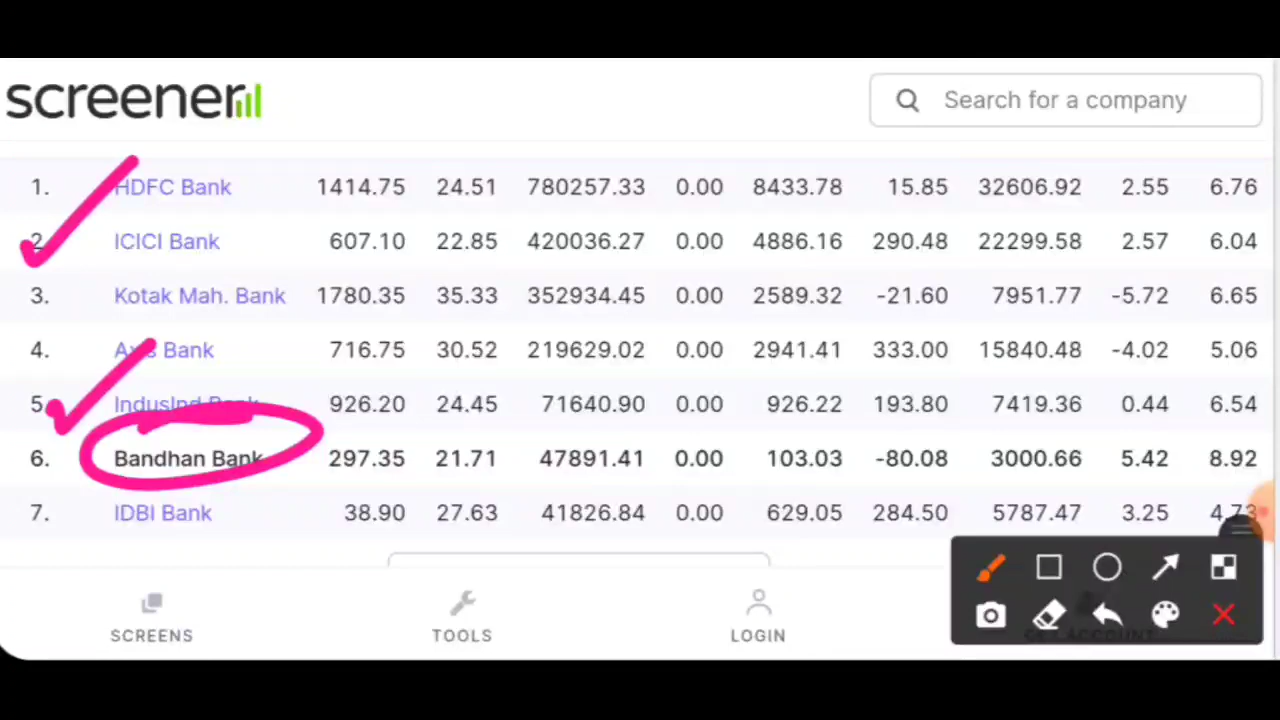 screener
Search for a company
1. HDFC Bank 1414.75 24.51 780257.33 0.00 8433.78 15.85 32606.92 2.55 6.76
2. ICICI Bank 607.10 22.85 420036.27 0.00 4886.16 290.48 22299.58 2.57 6.04
3. Kotak Mah. Bank 1780.35 35.33 352934.45 0.00 2589.32 -21.60 7951.77 -5.72 6.65
4. Axis Bank 716.75 30.52 219629.02 0.00 2941.41 333.00 15840.48 -4.02 5.06
5. IndusInd Bank 926.20 24.45 71640.90 0.00 926.22 193.80 7419.36 0.44 6.54
6. Bandhan Bank 297.35 21.71 47891.41 0.00 103.03 -80.08 3000.66 5.42 8.92
7. IDBI Bank 38.90 27.63 41826.84 0.00 629.05 284.50 5787.47 3.25 4.73
SCREENS TOOLS LOGIN